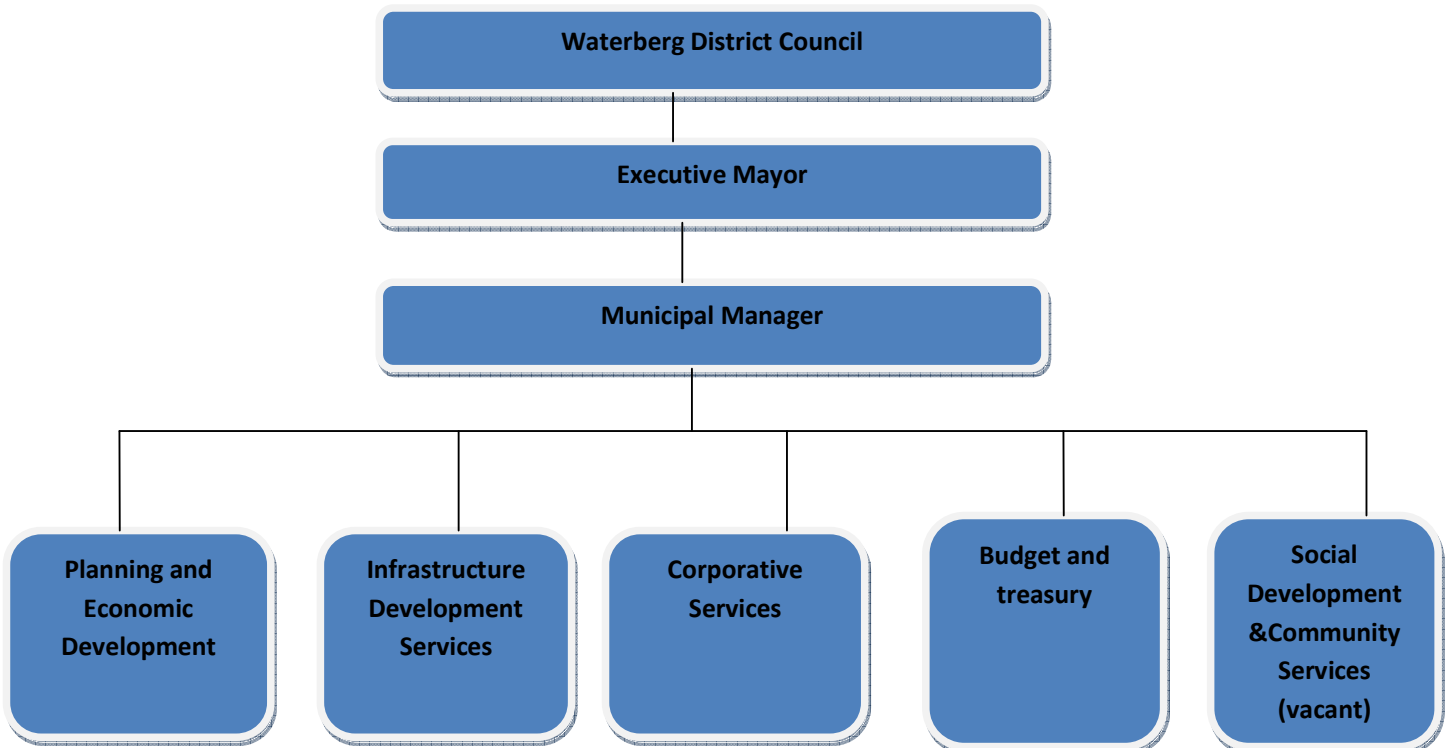 Waterberg District Council
Executive Mayor
Municipal Manager
Planning and
Economic
Development
Infrastructure
Development
Services
Corporative
Services
Budget and
treasury
Social
Development
&Community
Services
(vacant)